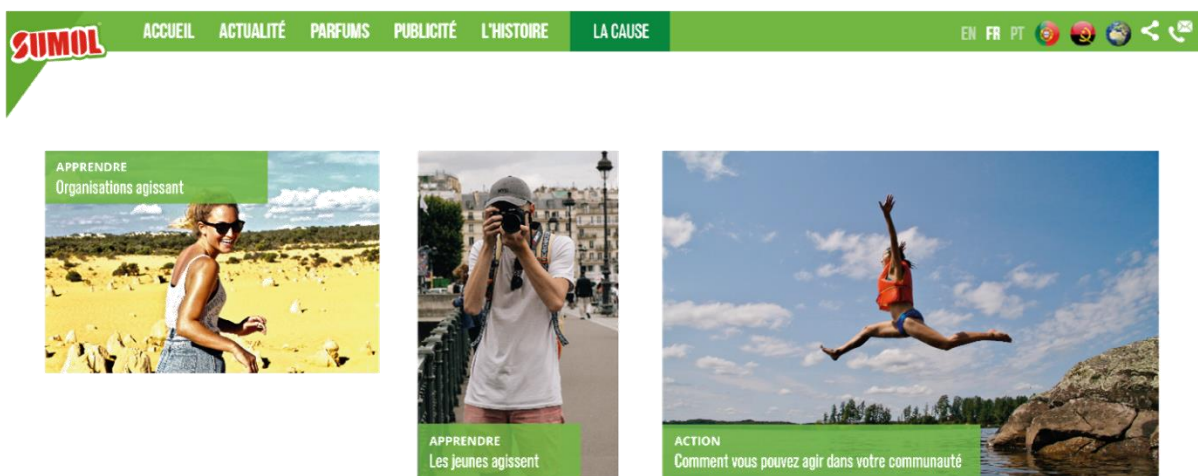 SUMOL
ACCUEIL ACTUALITÉ PARFUMS PUBLICITÉ L'HISTOIRE LA CAUSE EN FR PT
APPRENDRE
Organisations agissant
APPRENDRE
Les jeunes agissent
ACTION
Comment vous pouvez agir dans votre communauté